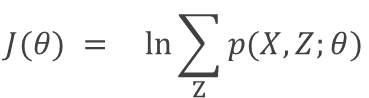 J(θ) = ln ∑ p(X, Z; θ)
Z